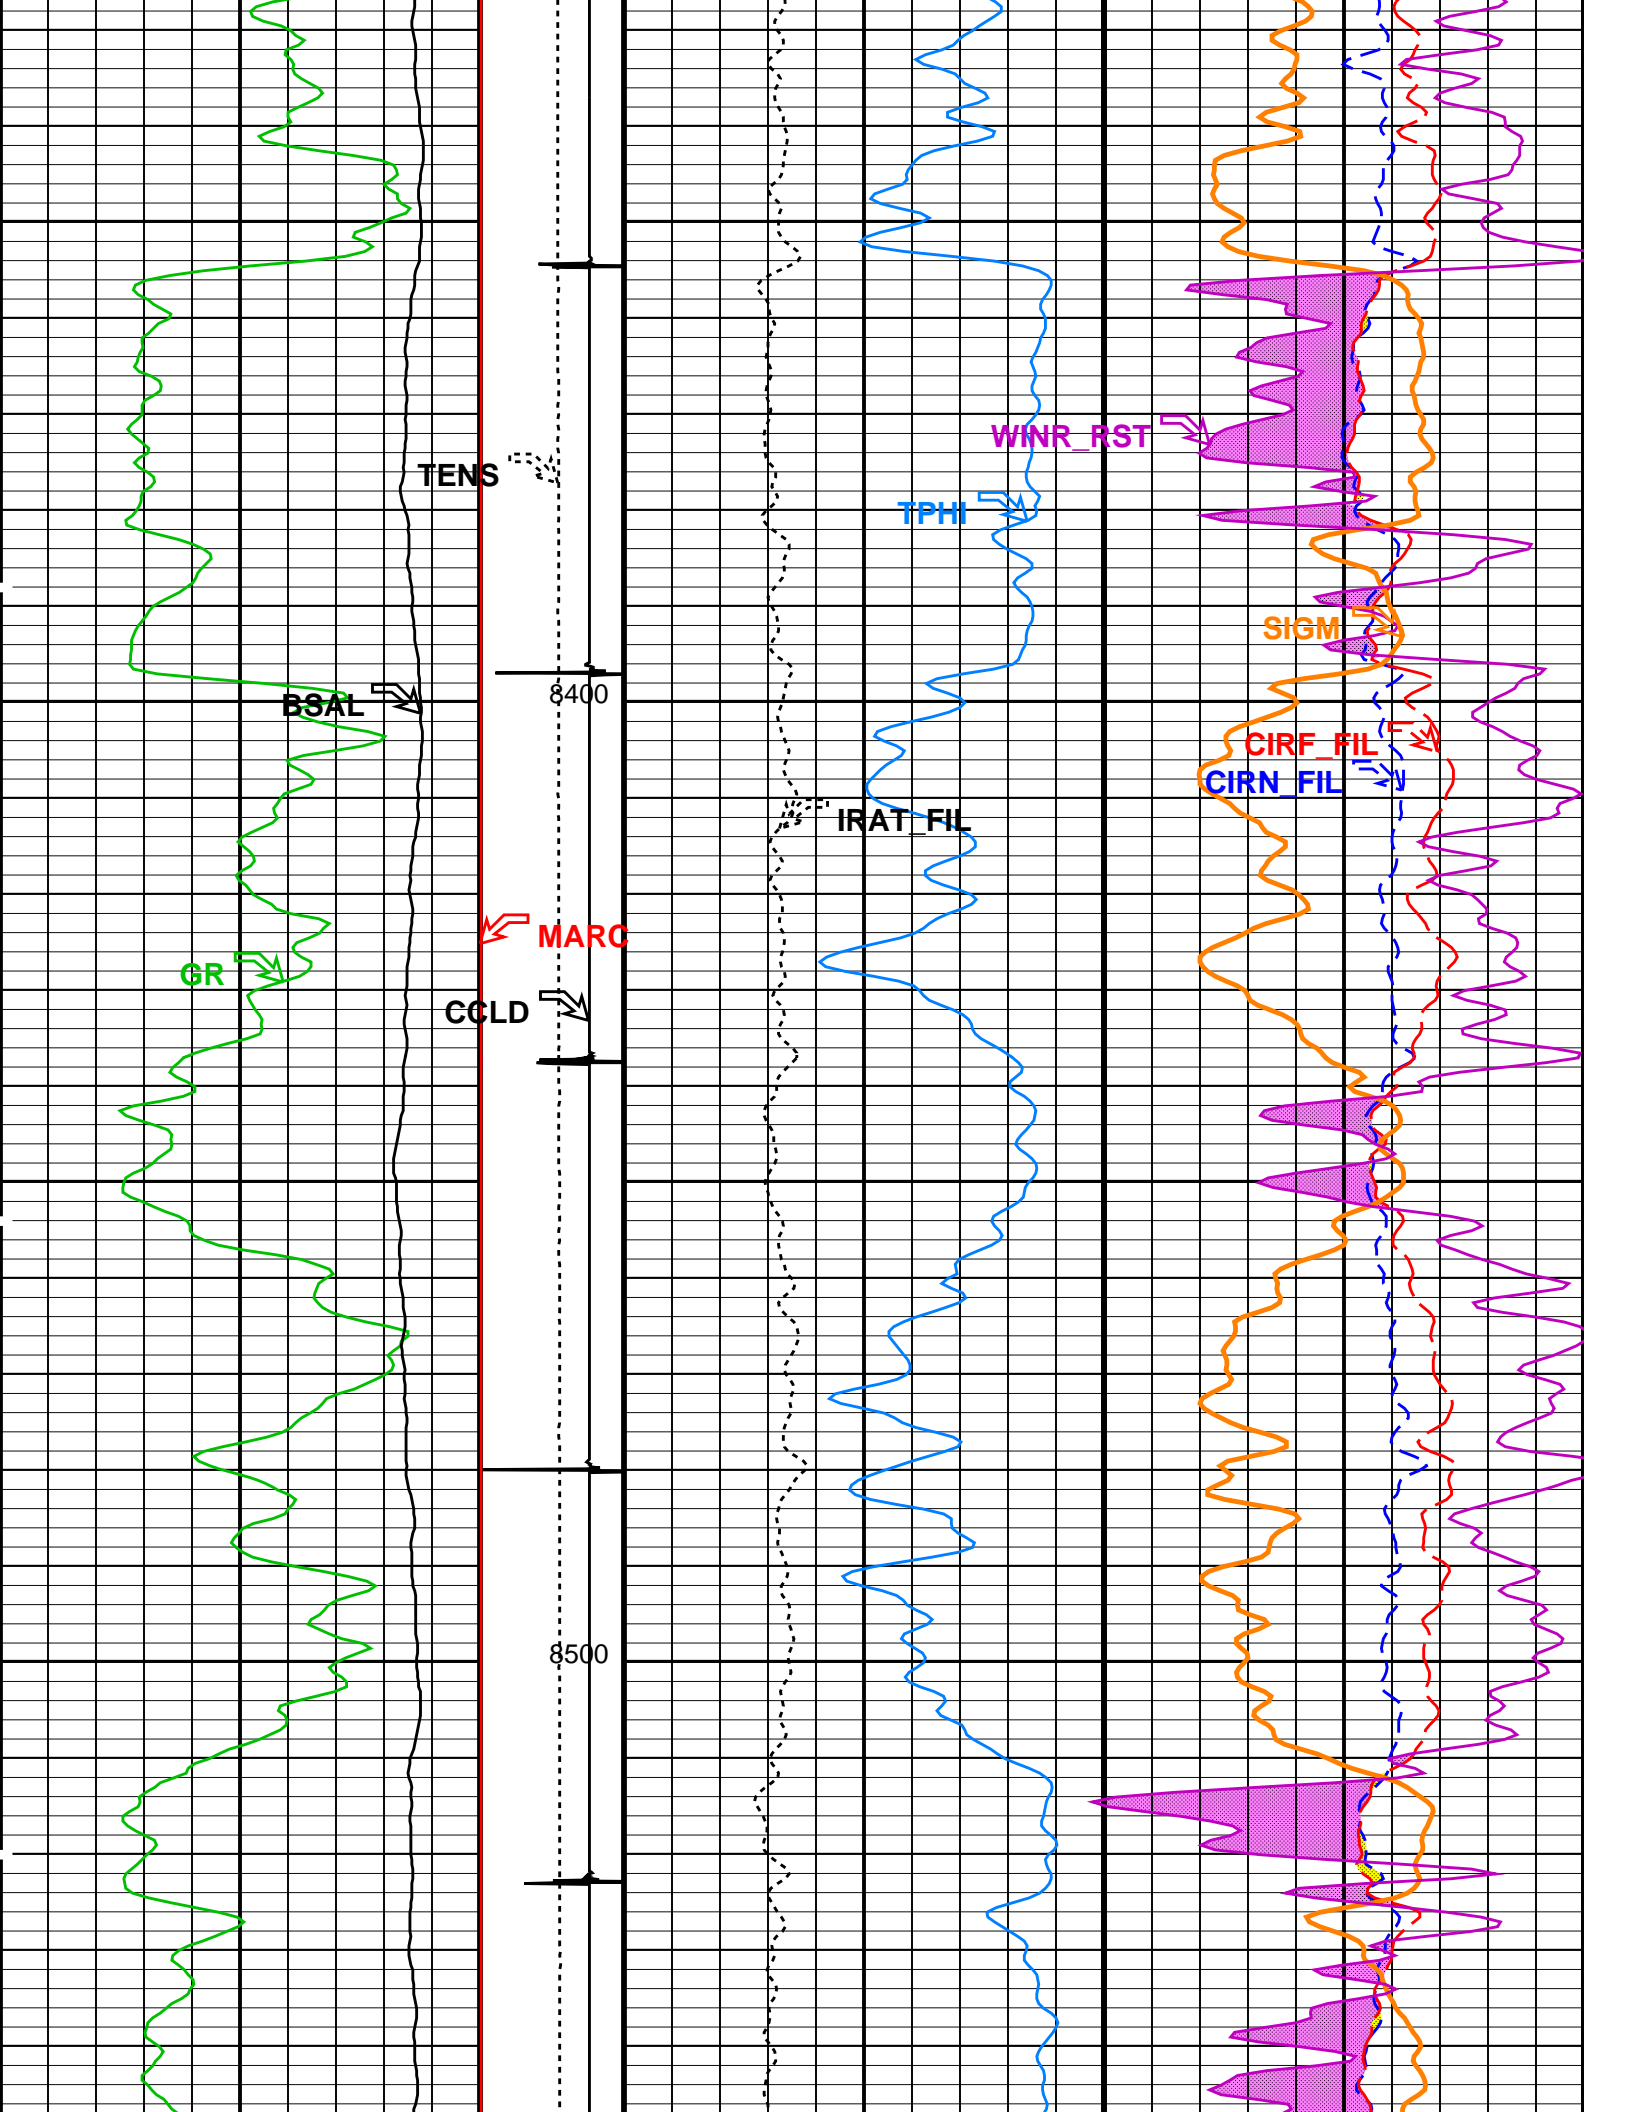 WINR_RST
TENS
TPHI
SIGM
8400
BSAL
CIRF_FIL
CIRN_FIL
IRAT_FIL
MARC
GR
CCLD
8500